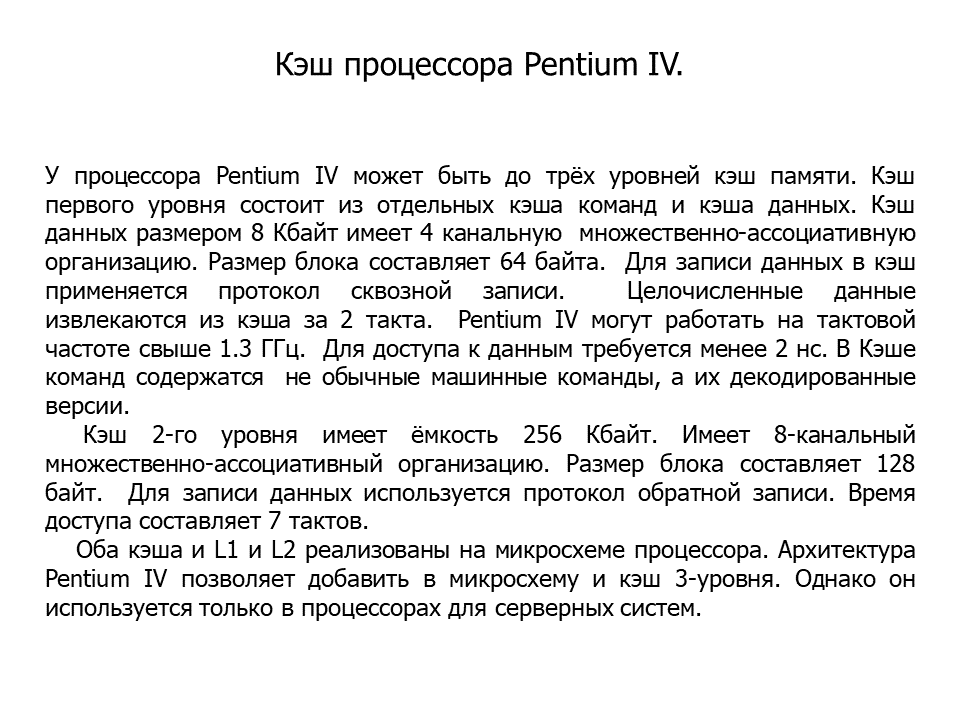 Кэш процессора Pentium IV.
У процессора Pentium IV может быть до трёх уровней кэш памяти. Кэш
первого уровня состоит из отдельных кэша команд и кэша данных. Кэш
данных размером 8 Кбайт имеет 4 канальную  множественно-ассоциативную
организацию. Размер блока составляет 64 байта.  Для записи данных в кэш
применяется протокол сквозной записи.  Целочисленные данные
извлекаются из кэша за 2 такта.  Pentium IV могут работать на тактовой
частоте свыше 1.3 ГГц.  Для доступа к данным требуется менее 2 нс. В Кэше
команд содержатся  не обычные машинные команды, а их декодированные
версии.
Кэш 2-го уровня имеет ёмкость 256 Кбайт. Имеет 8-канальный
множественно-ассоциативный организацию. Размер блока составляет 128
байт.  Для записи данных используется протокол обратной записи. Время
доступа составляет 7 тактов.
Оба кэша и L1 и L2 реализованы на микросхеме процессора. Архитектура
Pentium IV позволяет добавить в микросхему и кэш 3-уровня. Однако он
используется только в процессорах для серверных систем.